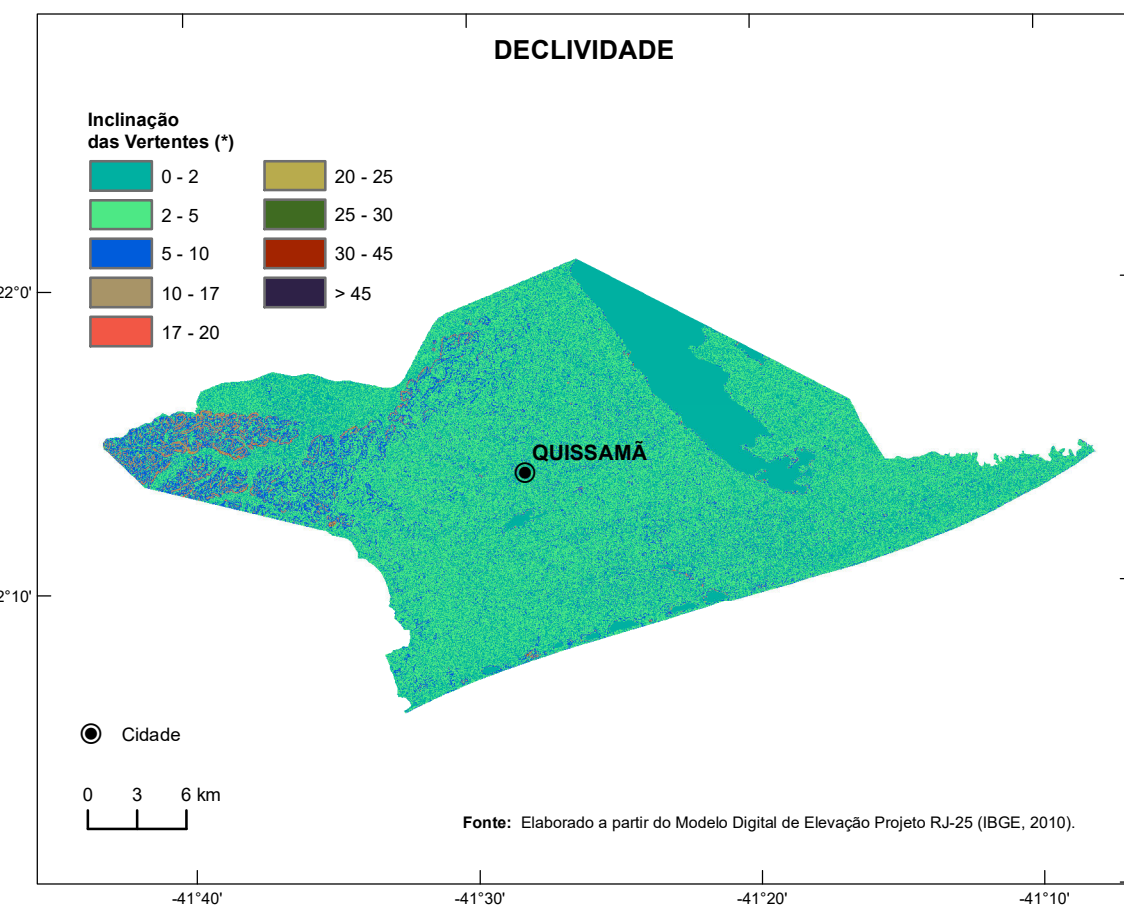 DECLIVIDADE
Inclinação
das Vertentes (*)
0 - 2
2 - 5
5 - 10
10 - 17
17 - 20
20 - 25
25 - 30
30 - 45
> 45
22°0'
QUISSAMÃ
2°10'
Cidade
0 3 6 km
Fonte: Elaborado a partir do Modelo Digital de Elevação Projeto RJ-25 (IBGE, 2010).
-41°40' -41°30' -41°20' -41°10'